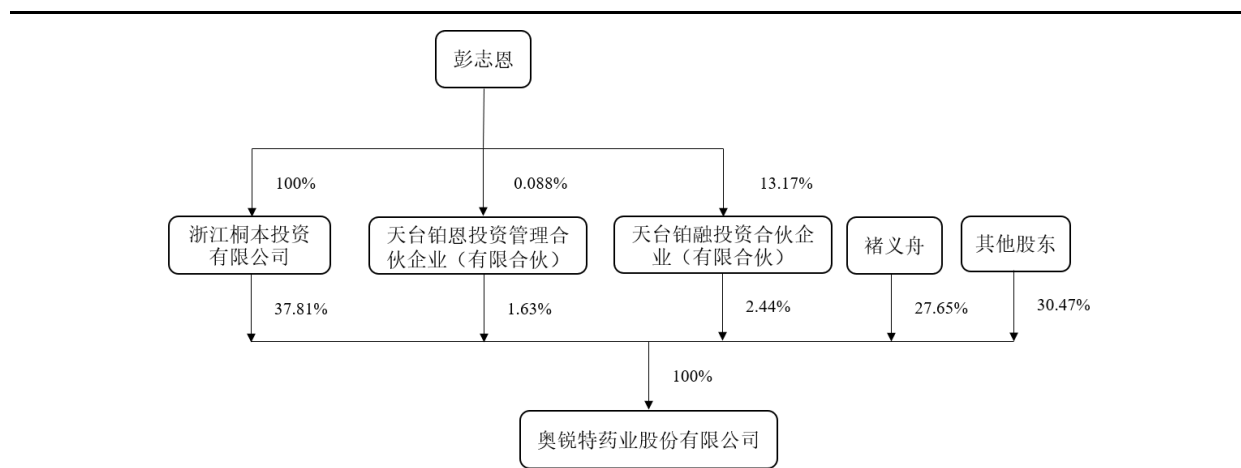 彭志恩
100%
0.088%
13.17%
浙江桐本投资
有限公司
天台铂恩投资管理合
伙企业（有限合伙）
天台铂融投资合伙企
业（有限合伙）
褚义舟
其他股东
37.81%
1.63%
2.44%
27.65%
30.47%
100%
奥锐特药业股份有限公司